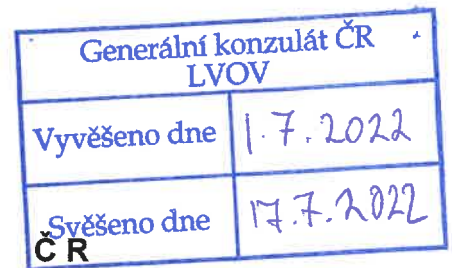 Generální konzulát ČR
LVOV
Vyvěšeno dne 1.7.2022
Svěšeno dne 17.7.2022
ČR